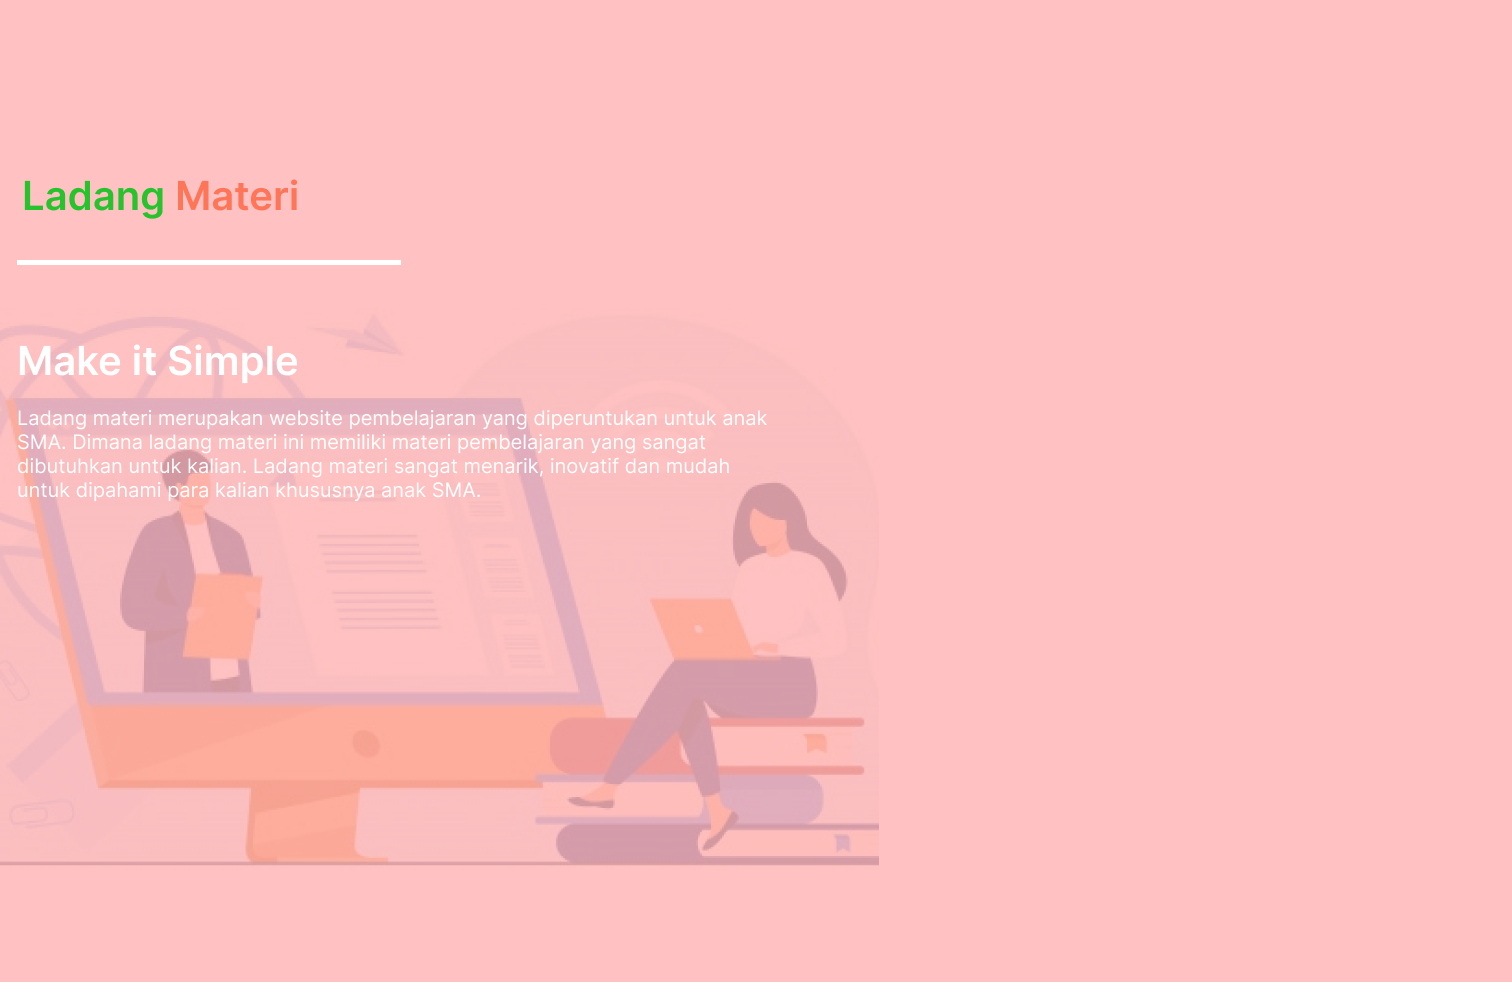 Ladang Materi
Make it Simple
Ladang materi merupakan website pembelajaran yang diperuntukan untuk anak
SMA. Dimana ladang materi ini memiliki materi pembelajaran yang sangat
dibutuhkan untuk kalian. Ladang materi sangat menarik, inovatif dan mudah
untuk dipahami para kalian khususnya anak SMA.